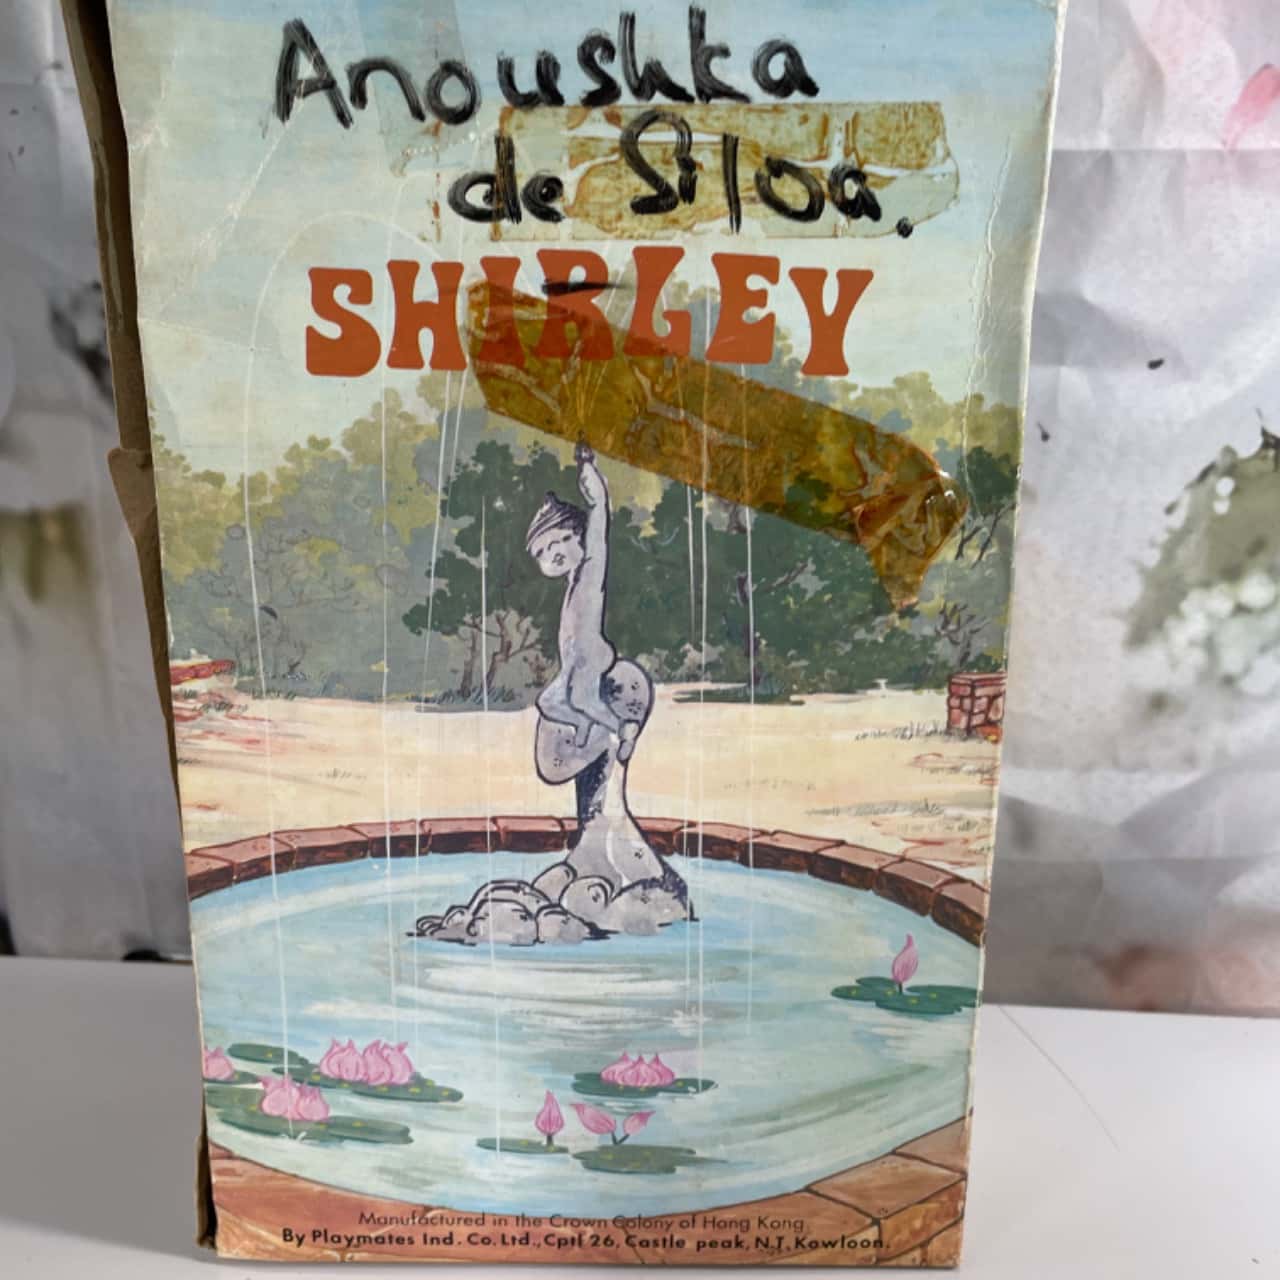 Anoushka
de Silva.
SHIRLEY
Manufactured in the Crown Colony of Hong Kong
By Playmates Ind. Co. Ltd., Cptl 26, Castle peak, N.T, Kowloon.